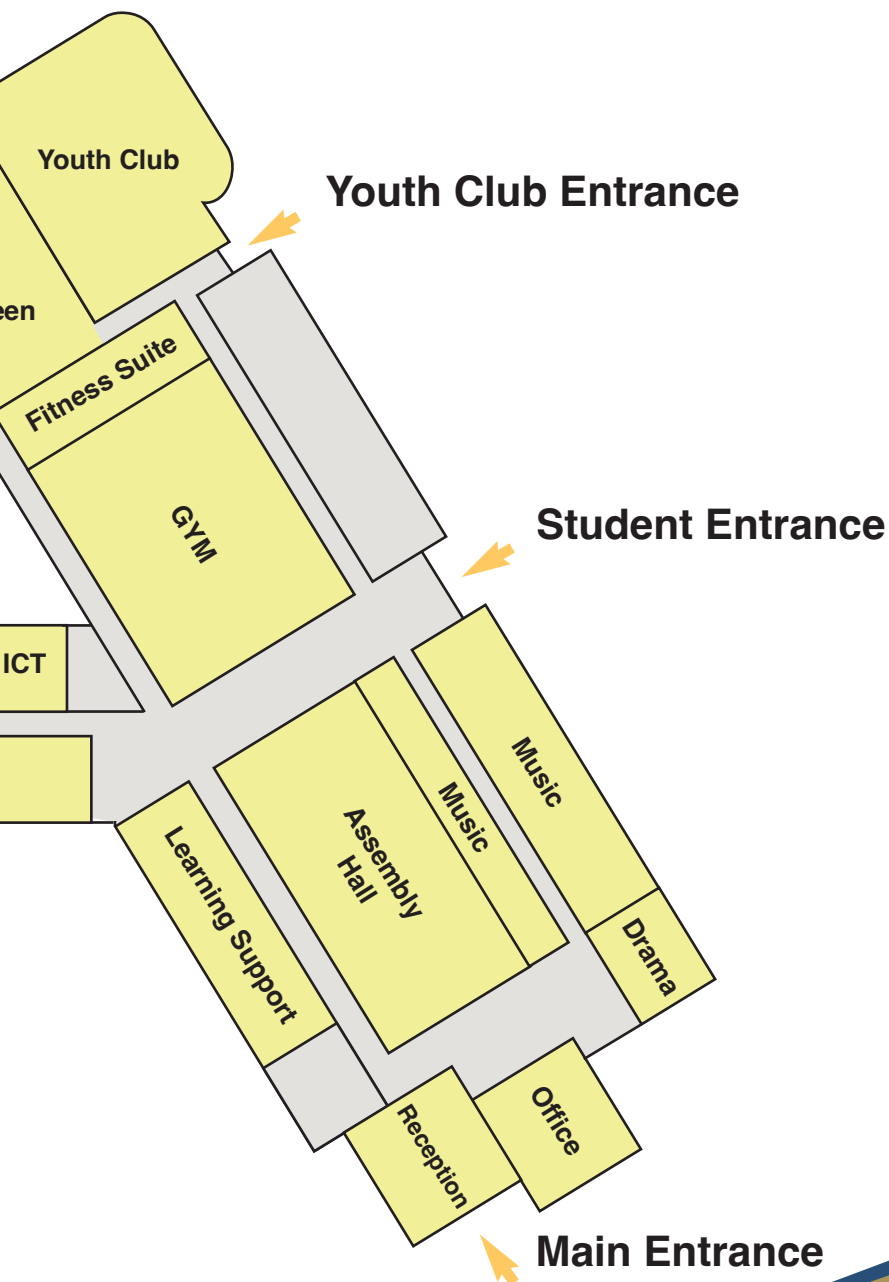 Youth Club
Youth Club Entrance
een
Fitness Suite
GYM
Student Entrance
ICT
Music
Music
Assembly
Hall
Learning Support
Drama
Office
Reception
Main Entrance